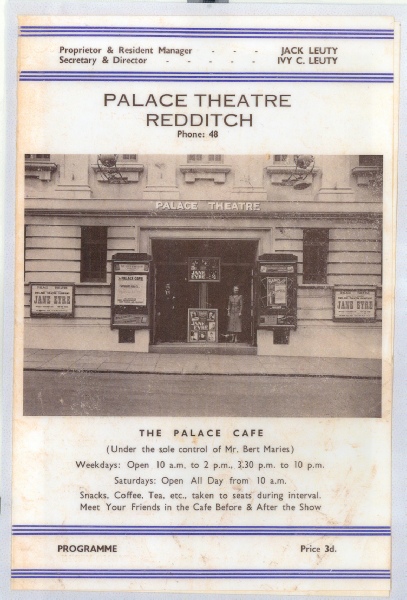 Proprietor & Resident Manager - - - JACK LEUTY
Secretary & Director - - - - - IVY C. LEUTY
PALACE THEATRE
REDDITCH
Phone: 48
PALACE THEATRE
JANE EYRE
JANE
JANE EYRE
JANE EYRE
THE PALACE CAFE
(Under the sole control of Mr. Bert Maries)
Weekdays: Open 10 a.m. to 2 p.m., 3.30 p.m. to 10 p.m.
Saturdays: Open All Day from 10 a.m.
Snacks, Coffee, Tea, etc., taken to seats during interval.
Meet Your Friends in the Cafe Before & After the Show
PROGRAMME Price 3d.